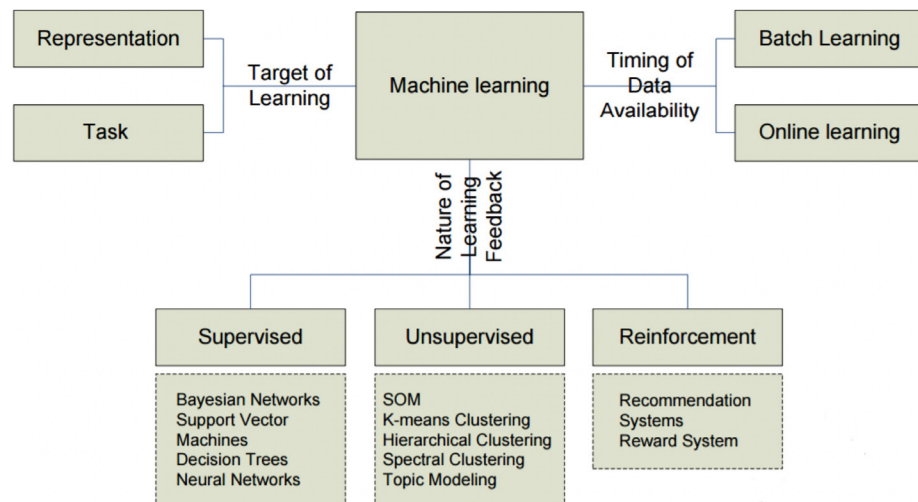 Representation
Task
Target of
Learning
Machine learning
Timing of
Data
Availability
Batch Learning
Online learning
Nature of
Learning
Feedback
Supervised
Bayesian Networks
Support Vector
Machines
Decision Trees
Neural Networks
Unsupervised
SOM
K-means Clustering
Hierarchical Clustering
Spectral Clustering
Topic Modeling
Reinforcement
Recommendation
Systems
Reward System